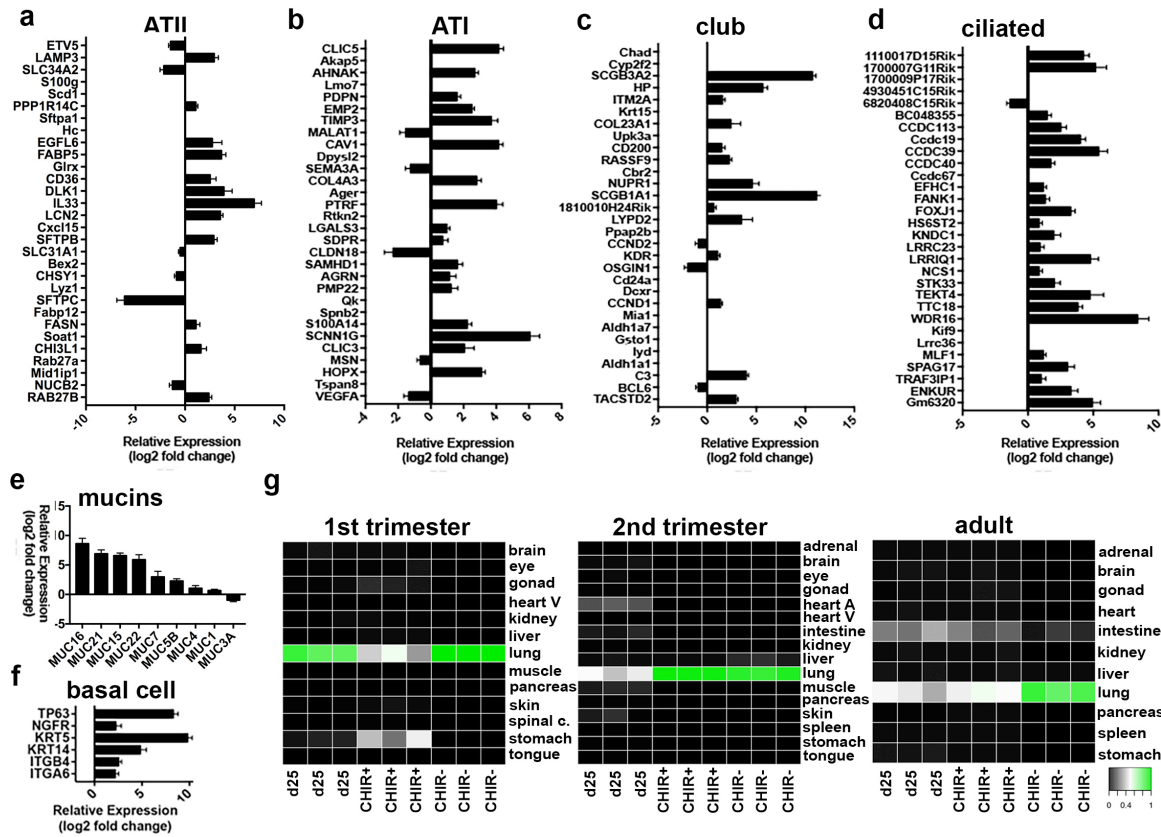 a
ATII
ETV5
LAMP3
SLC34A2
S100g
Scd1
PPP1R14C
Sftpa1
Hc
EGFL6
FABP5
Glrx
CD36
DLK1
IL33
LCN2
Cxcl15
SFTPB
SLC31A1
Bex2
CHSY1
Lyz1
SFTPC
Fabp12
FASN
Soat1
CHI3L1
Rab27a
Mid1ip1
NUCB2
RAB27B
-10 -5 0 5 10
Relative Expression
(log2 fold change)
b
ATI
CLIC5
Akap5
AHNAK
Lmo7
PDPN
EMP2
TIMP3
MALAT1
CAV1
Dpysl2
SEMA3A
COL4A3
Ager
PTRF
Rtkn2
LGALS3
SDPR
CLDN18
SAMHD1
AGRN
PMP22
Qk
Spnb2
S100A14
SCNN1G
CLIC3
MSN
HOPX
Tspan8
VEGFA
-4 -2 0 2 4 6 8
Relative Expression
(log2 fold change)
c
club
Chad
Cyp2f2
SCGB3A2
HP
ITM2A
Krt15
COL23A1
Upk3a
CD200
RASSF9
Cbr2
NUPR1
SCGB1A1
1810010H24Rik
LYPD2
Ppap2b
CCND2
KDR
OSGIN1
Cd24a
Dcxr
CCND1
Mia1
Aldh1a7
Gsto1
Iyd
Aldh1a1
C3
BCL6
TACSTD2
-5 0 5 10 15
Relative Expression
(log2 fold change)
d
ciliated
1110017D15Rik
1700007G11Rik
1700009P17Rik
4930451C15Rik
6820408C15Rik
BC048355
CCDC113
Ccdc19
CCDC39
CCDC40
Ccdc67
EFHC1
FANK1
FOXJ1
HS6ST2
KNDC1
LRRC23
LRRIQ1
NCS1
STK33
TEKT4
TTC18
WDR16
Kif9
Lrrc36
MLF1
SPAG17
TRAF3IP1
ENKUR
Gm6320
-5 0 5 10
Relative Expression
(log2 fold change)
e
mucins
Relative Expression
(log2 fold change)
15
10
5
0
-5
MUC16
MUC21
MUC15
MUC22
MUC7
MUC5B
MUC4
MUC1
MUC3A
f
basal cell
TP63
NGFR
KRT5
KRT14
ITGB4
ITGA6
0 5 10
Relative Expression
(log2 fold change)
g
1st trimester
brain
eye
gonad
heart V
kidney
liver
lung
muscle
pancreas
skin
spinal c.
stomach
tongue
d25 d25 d25 CHIR+ CHIR+ CHIR+ CHIR- CHIR- CHIR-
2nd trimester
adrenal
brain
eye
gonad
heart A
heart V
intestine
kidney
liver
lung
muscle
pancreas
skin
spleen
stomach
tongue
d25 d25 d25 CHIR+ CHIR+ CHIR+ CHIR- CHIR- CHIR-
adult
adrenal
brain
gonad
heart
intestine
kidney
liver
lung
pancreas
spleen
stomach
d25 d25 d25 CHIR+ CHIR+ CHIR+ CHIR- CHIR- CHIR-
0 0.4 1